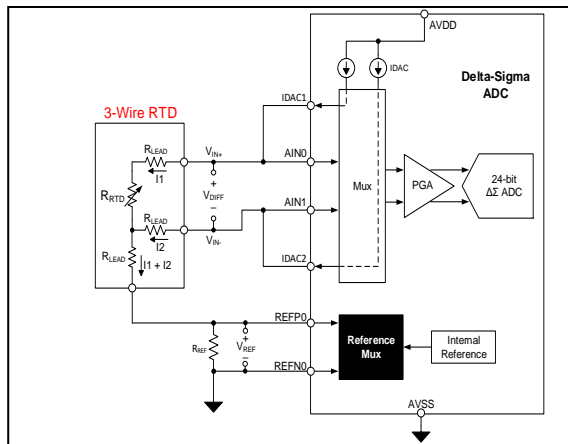 AVDD
IDAC
Delta-Sigma
ADC
IDAC1
3-Wire RTD
RLEAD
I1
VIN+
AIN0
RRTD
+
VDIFF
−
Mux
PGA
24-bit
ΔΣ ADC
RLEAD
I2
AIN1
VIN-
RLEAD
I1 + I2
IDAC2
REFP0
RREF
+
VREF
−
Reference
Mux
Internal
Reference
REFN0
AVSS